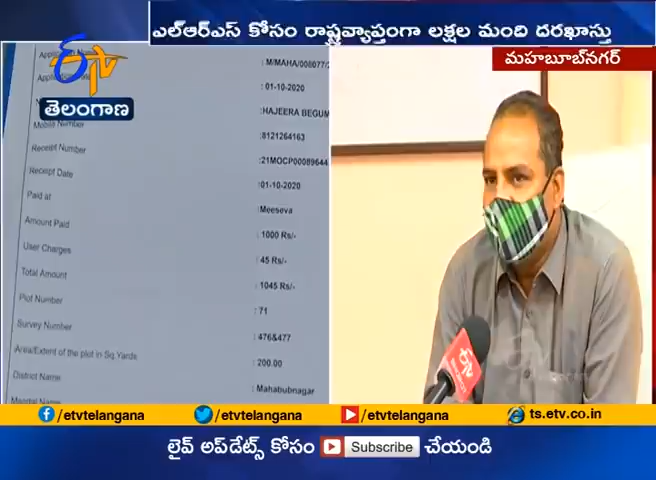 ఎల్ఆర్ఎస్ కోసం రాష్ట్రవ్యాప్తంగా లక్షల మంది దరఖాస్తు
మహబూబ్‌నగర్
ETV
తెలంగాణ
: M/MAHA/008077/2
: 01-10-2020
:HAJEERA BEGUM
Mobile Number :8121264163
Receipt Number :21MOCP00089644
Receipt Date :01-10-2020
Paid at :Meeseva
Amount Paid : 1000 Rs/-
User Charges : 45 Rs/-
Total Amount : 1045 Rs/-
Plot Number : 71
Survey Number : 476&477
Area/Extent of the plot in Sq.Yards : 200.00
District Name : Mahabubnagar
/etvtelangana /etvtelangana /etvtelangana ts.etv.co.in
లైవ్ అప్‌డేట్స్ కోసం Subscribe చేయండి